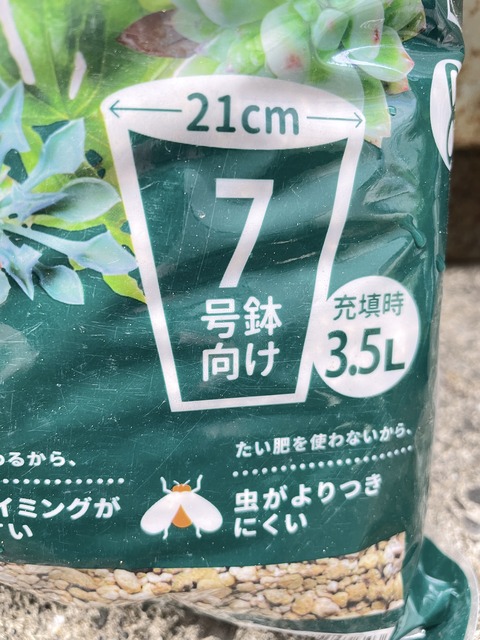 21cm
7
号鉢
向け
充填時
3.5L
わるから、
イミングが
すい
たい肥を使わないから、
虫がよりつき
にくい